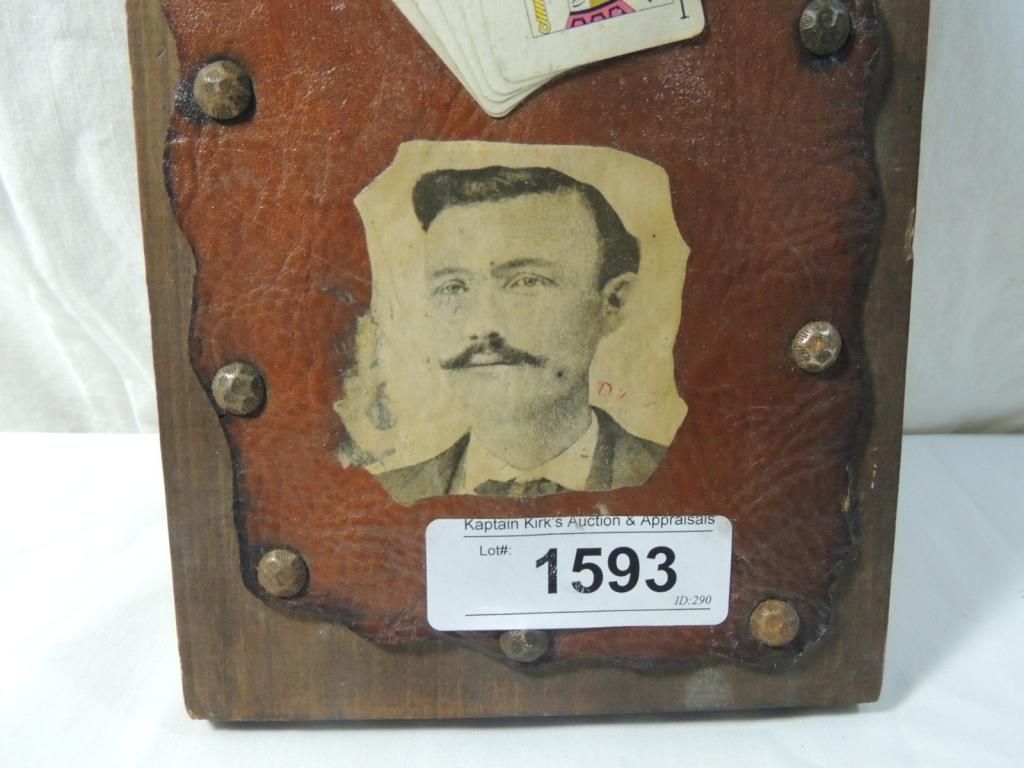 Kaptain Kirk's Auction & Appraisals
Lot#:
1593
ID:290